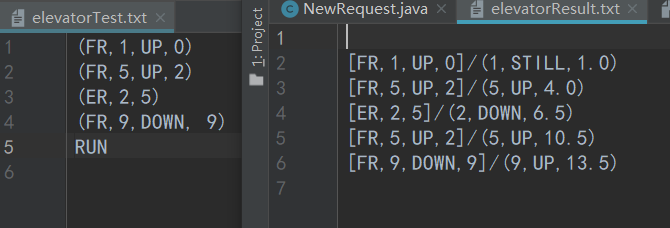 elevatorTest.txt
1 (FR,1,UP,0)
2 (FR,5,UP,2)
3 (ER,2,5)
4 (FR,9,DOWN, 9)
5 RUN
6
1: Project
NewRequest.java
elevatorResult.txt
1
2 [FR,1,UP,0]/(1,STILL,1.0)
3 [FR,5,UP,2]/(5,UP,4.0)
4 [ER,2,5]/(2,DOWN,6.5)
5 [FR,5,UP,2]/(5,UP,10.5)
6 [FR,9,DOWN,9]/(9,UP,13.5)
7